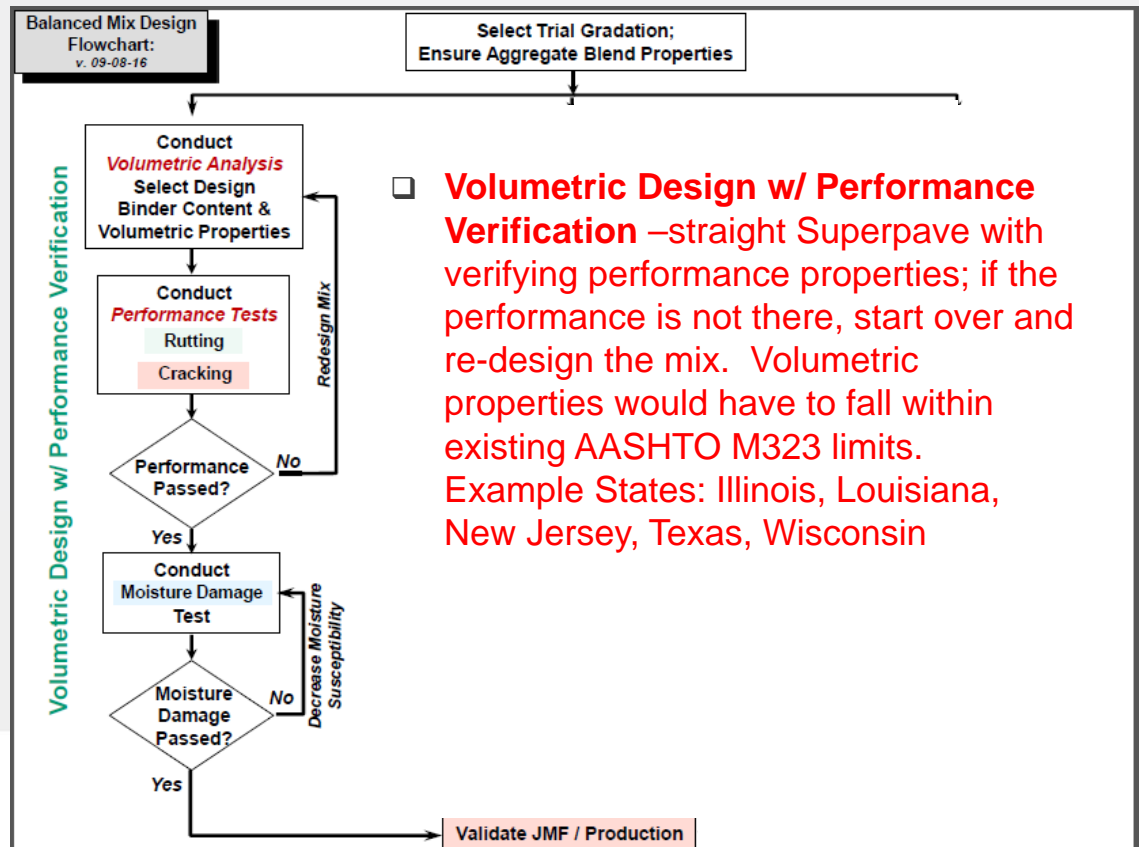 Balanced Mix Design
Flowchart:
v. 09-08-16
Select Trial Gradation;
Ensure Aggregate Blend Properties
Volumetric Design w/ Performance Verification
Conduct
Volumetric Analysis
Select Design
Binder Content &
Volumetric Properties
Conduct
Performance Tests
Rutting
Cracking
Redesign Mix
Performance
Passed?
No
Yes
Conduct
Moisture Damage
Test
Decrease Moisture
Susceptibility
Moisture
Damage
Passed?
No
Yes
Validate JMF / Production
❑ Volumetric Design w/ Performance
Verification –straight Superpave with
verifying performance properties; if the
performance is not there, start over and
re-design the mix. Volumetric
properties would have to fall within
existing AASHTO M323 limits.
Example States: Illinois, Louisiana,
New Jersey, Texas, Wisconsin